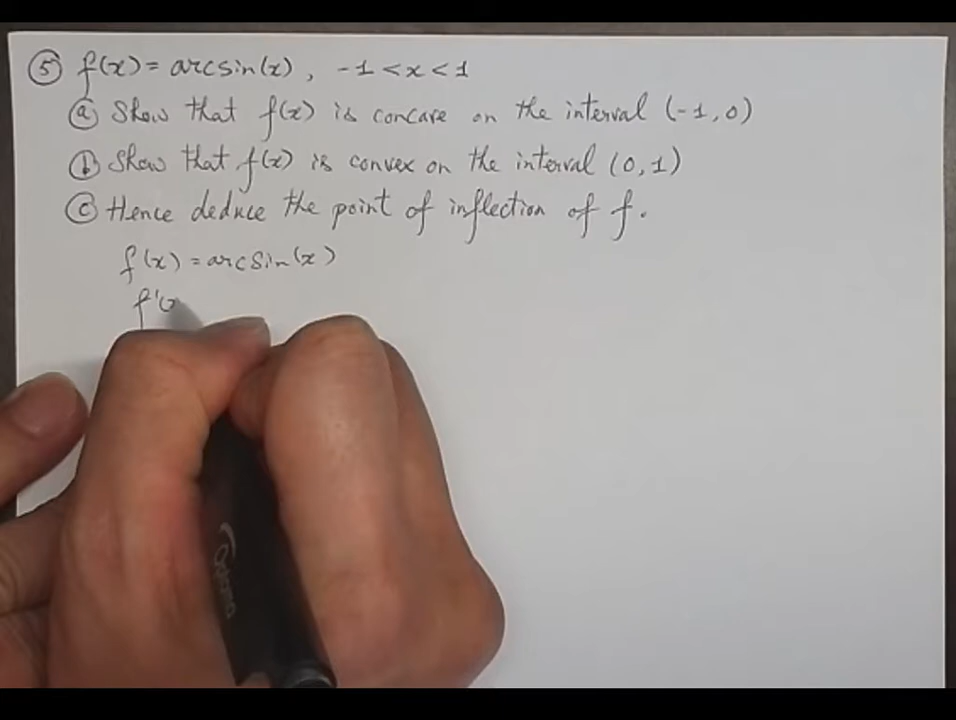 ⑤ f(x) = arcsin(x), -1 < x < 1
ⓐ Show that f(x) is concave on the interval (-1, 0)
ⓑ Show that f(x) is convex on the interval (0, 1)
ⓒ Hence deduce the point of inflection of f.
f(x) = arcsin(x)
f'(x